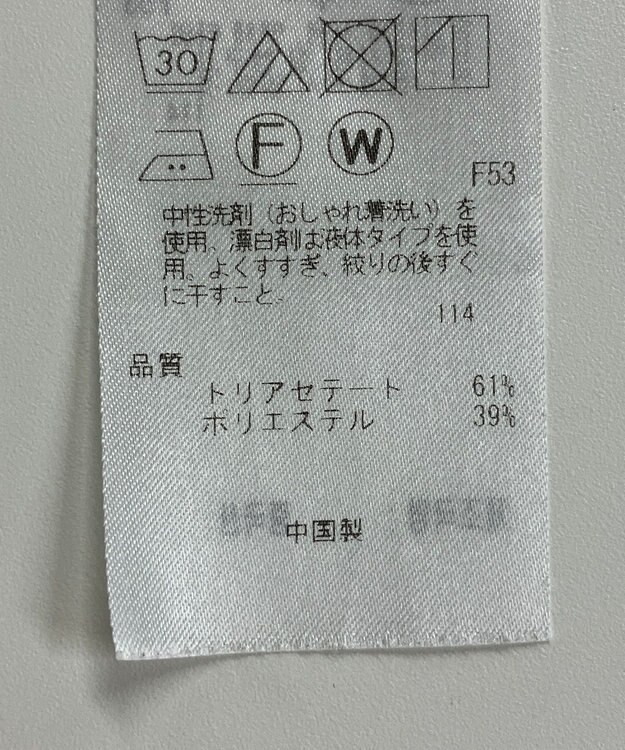 30
F W
F53
中性洗剤（おしゃれ着洗い）を
使用。漂白剤は液体タイプを使
用。よくすすぎ、絞りの後すぐ
に干すこと。
114
品質
トリアセテート 61%
ポリエステル 39%
中国製